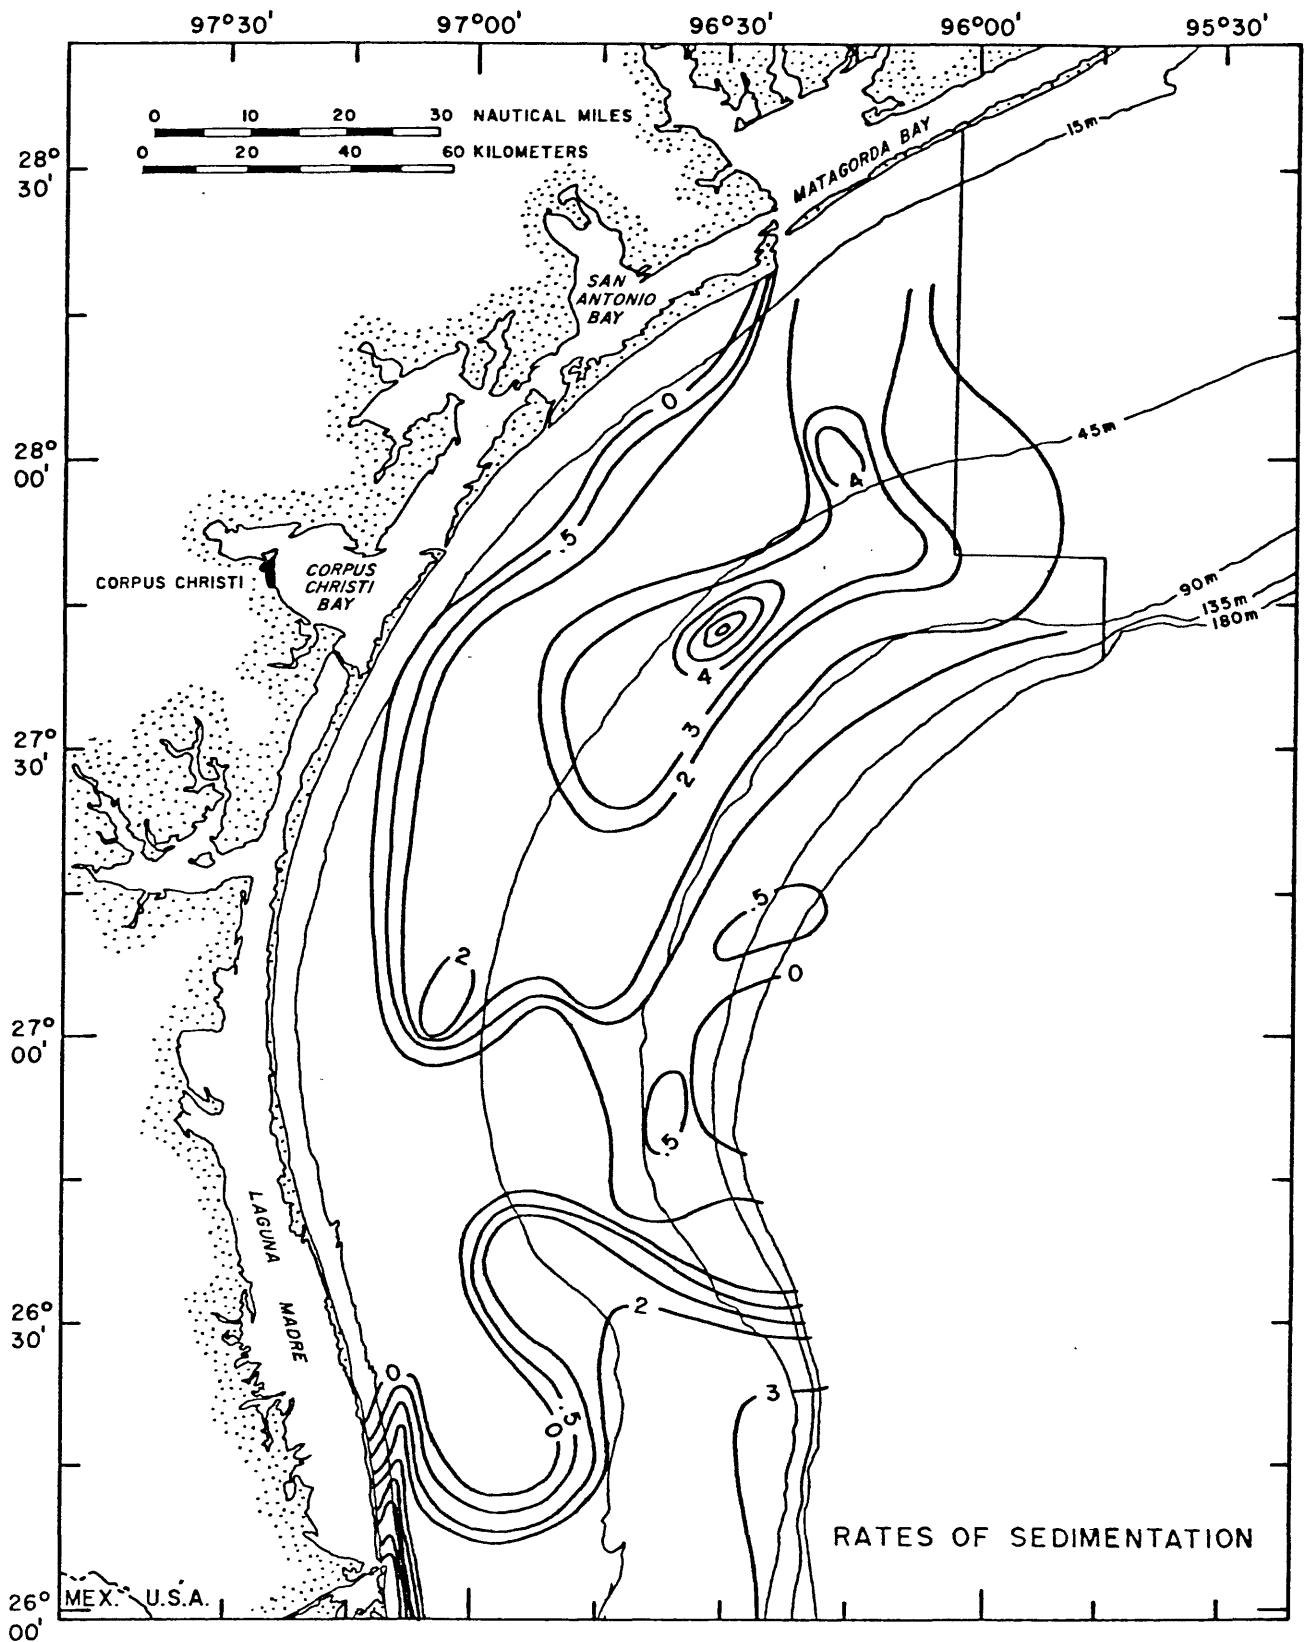 97°30' 97°00' 96°30' 96°00' 95°30'
0 10 20 30 NAUTICAL MILES
0 20 40 60 KILOMETERS
28°
30'
MATAGORDA BAY
15m
SAN
ANTONIO
BAY
0
45m
28°
00'
4
.5
CORPUS CHRISTI
CORPUS
CHRISTI
BAY
90m
135m
180m
4
3
27°
30'
2
.5
2
0
27°
00'
.5
LAGUNA
MADRE
26°
30'
2
0
3
.5
0
RATES OF SEDIMENTATION
MEX. U.S.A.
26°
00'